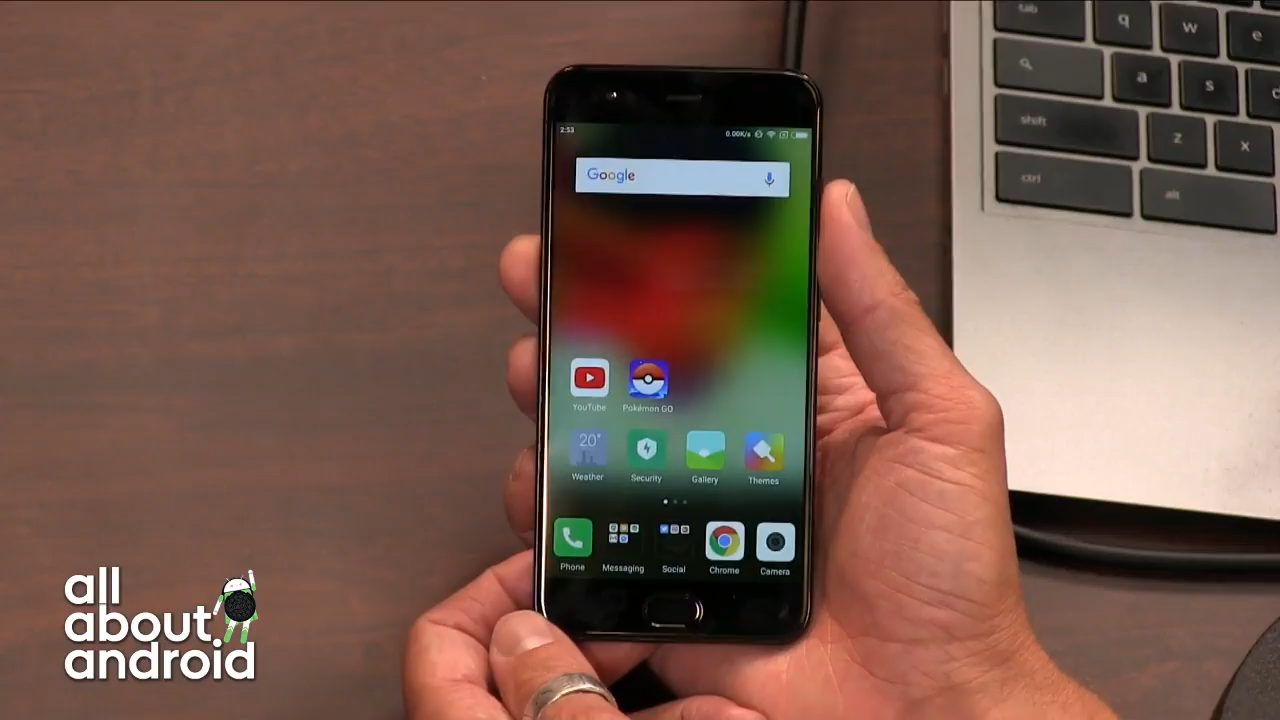 2:53
0.00K/s
Google
YouTube
Pokémon GO
20°
Weather
Security
Gallery
Themes
Phone
Messaging
Social
Chrome
Camera
tab
q
w
e
a
s
shift
z
x
ctrl
alt
all
about
android